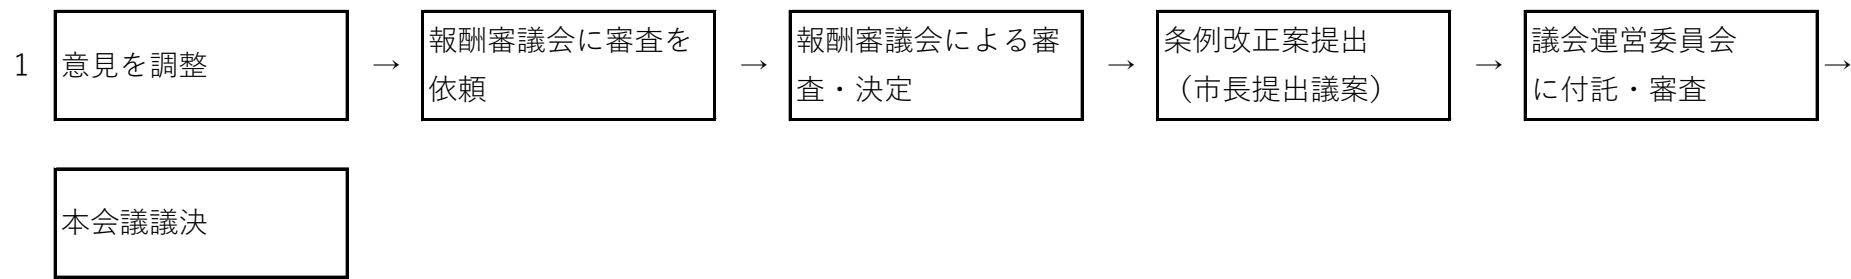 1
意見を調整
→
報酬審議会に審査を
依頼
→
報酬審議会による審
査・決定
→
条例改正案提出
（市長提出議案）
→
議会運営委員会
に付託・審査
→
本会議議決